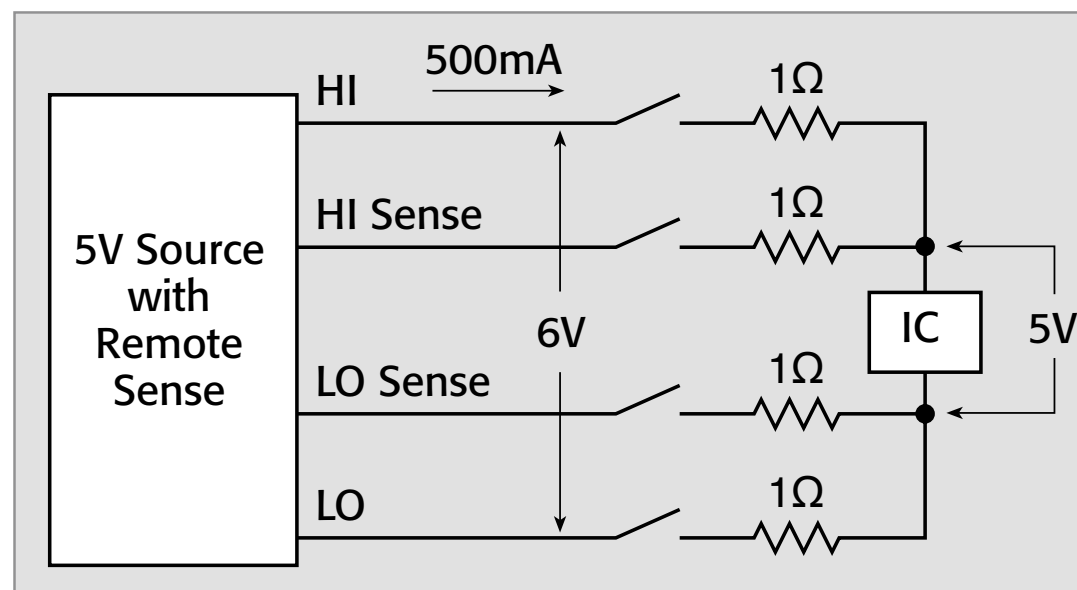 500mA
HI
1Ω
HI Sense
1Ω
5V Source
with
Remote
Sense
6V
IC
5V
LO Sense
1Ω
LO
1Ω